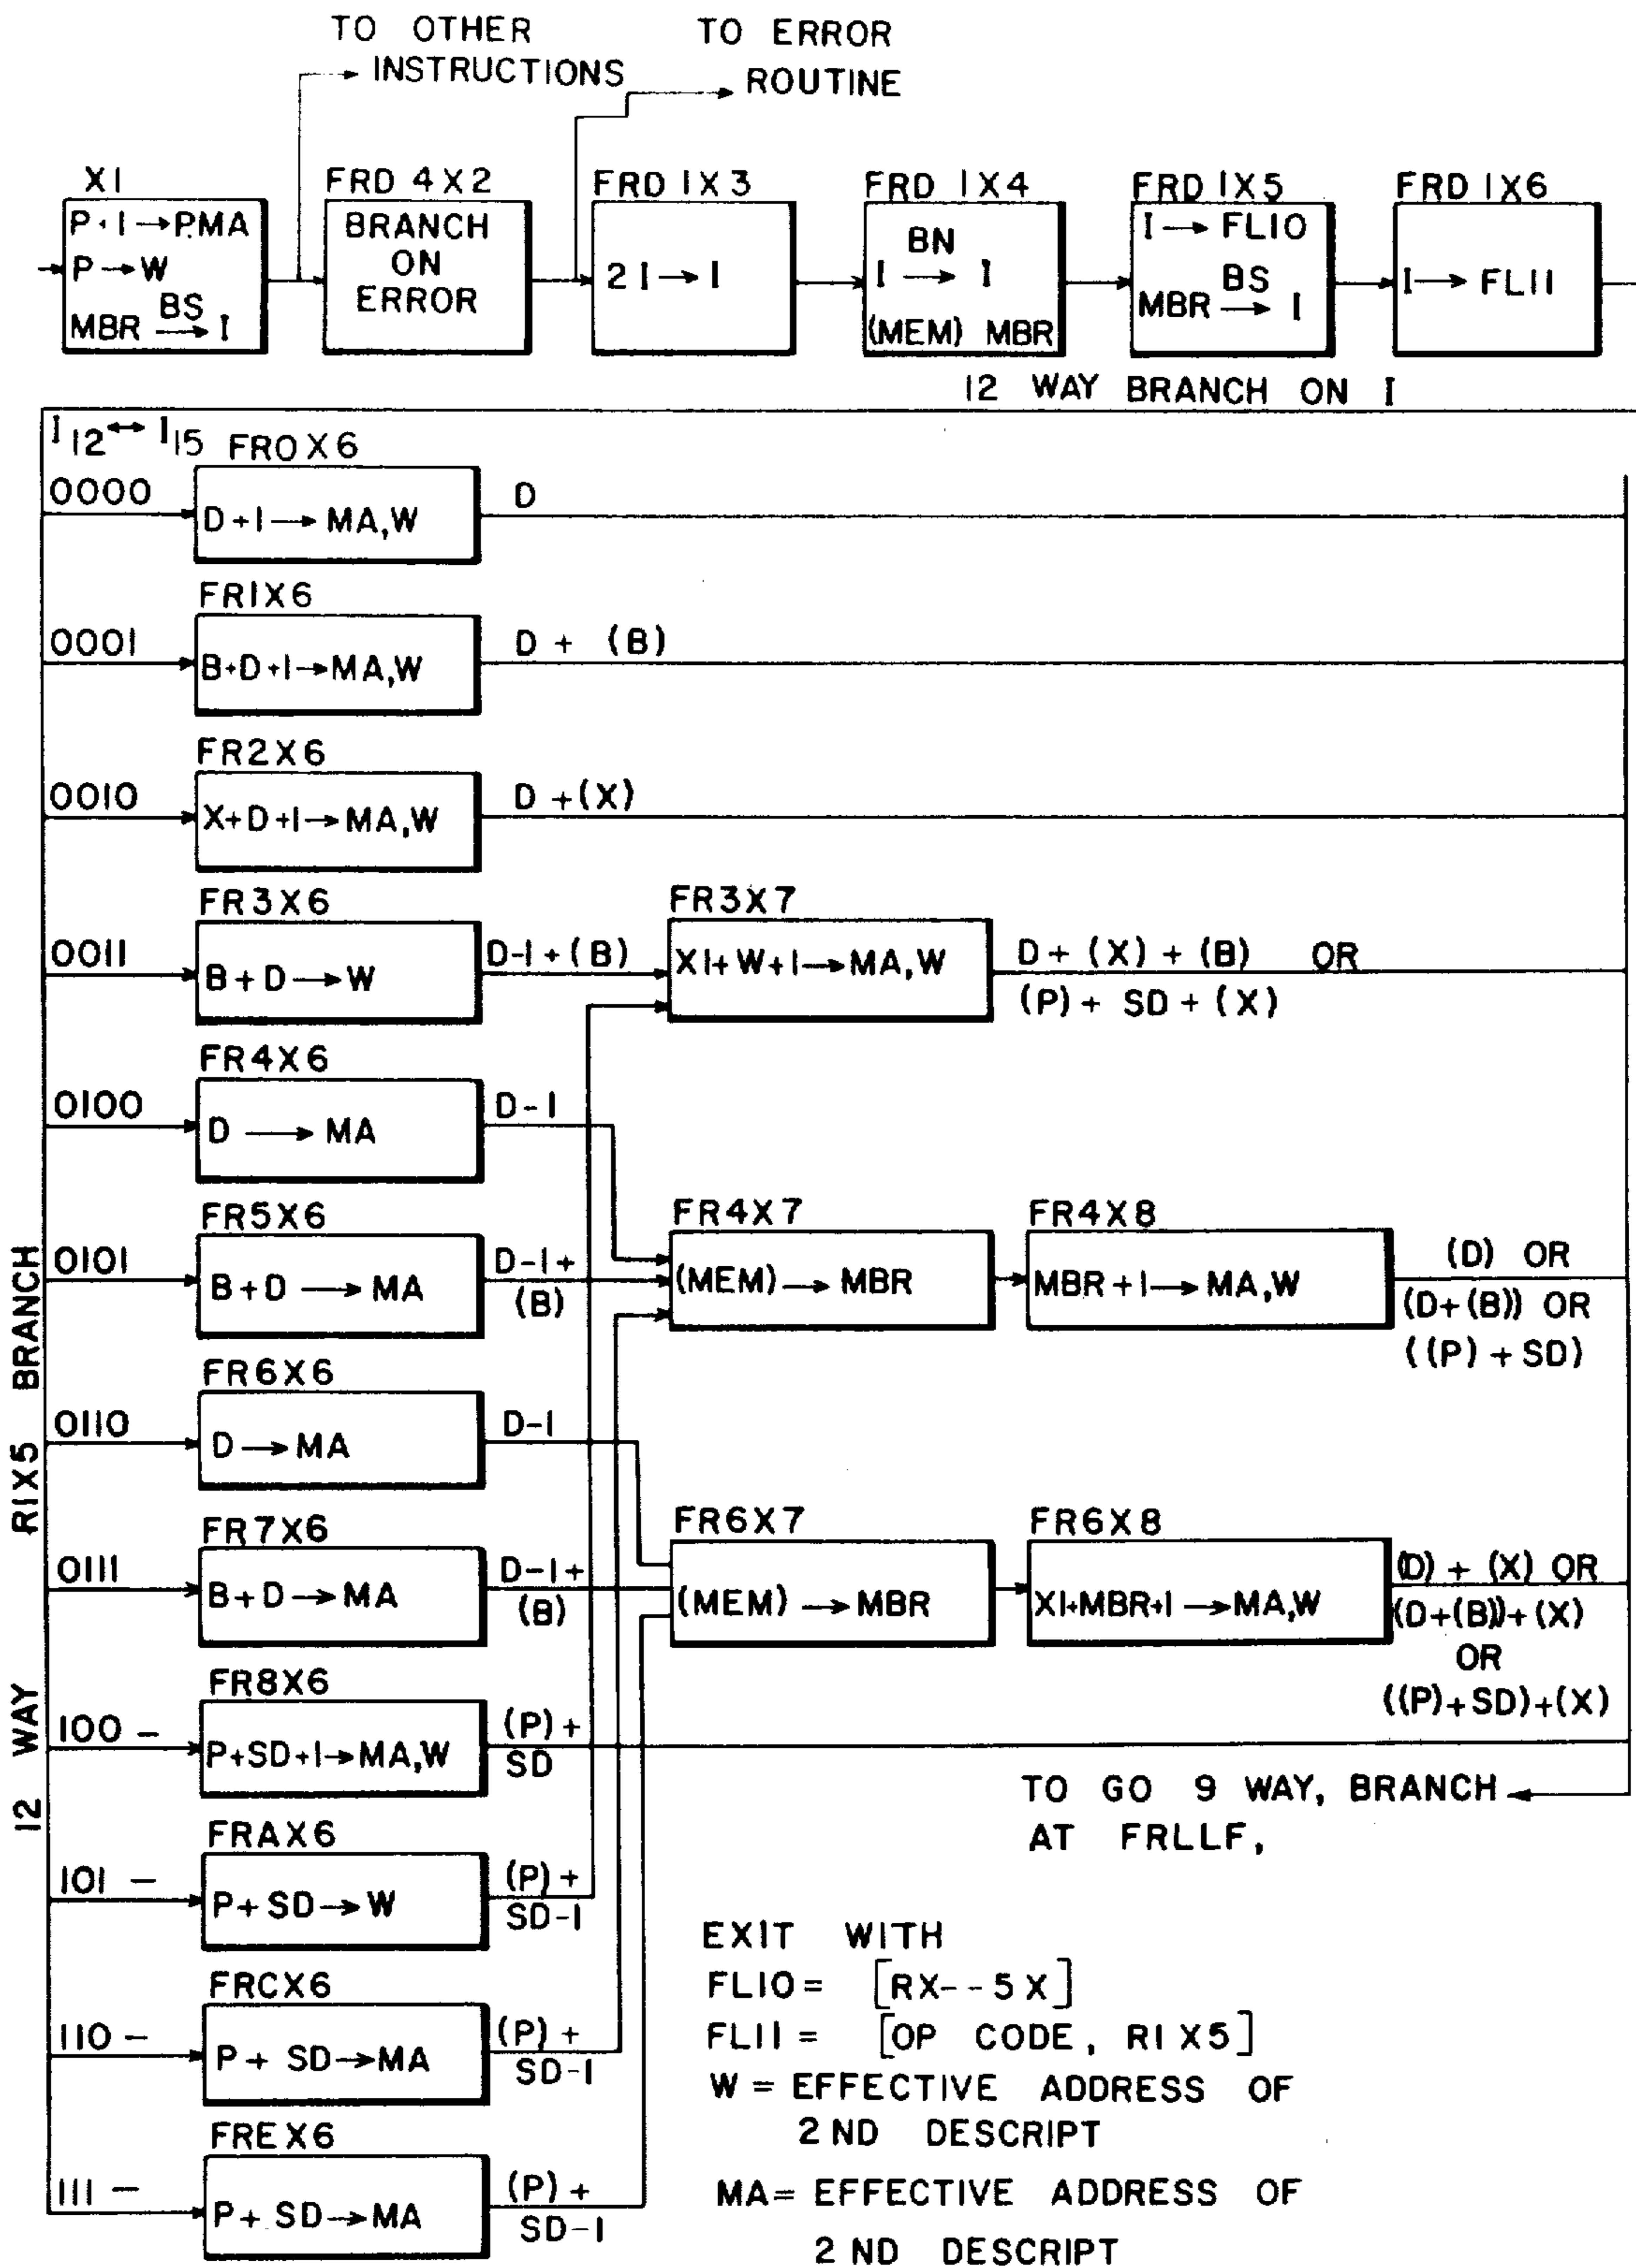 TO OTHER
INSTRUCTIONS
TO ERROR
ROUTINE
X1
P+1→P.MA
P→W
MBR BS→ I
FRD 4X2
BRANCH
ON
ERROR
FRD 1X3
2I→I
FRD 1X4
I BN→ I
(MEM) MBR
FRD 1X5
I→FL10
MBR BS→ I
FRD 1X6
I→FL11
12 WAY BRANCH ON I
I12↔I15
12 WAY R1X5 BRANCH
0000
FR0X6
D+1→MA,W
D
0001
FR1X6
B+D+1→MA,W
D + (B)
0010
FR2X6
X+D+1→MA,W
D +(X)
0011
FR3X6
B+D→W
D-1+(B)
FR3X7
X1+W+1→MA,W
D+ (X) + (B) OR
(P)+ SD + (X)
0100
FR4X6
D→MA
D-1
0101
FR5X6
B+D→MA
D-1+
(B)
FR4X7
(MEM)→MBR
FR4X8
MBR+1→MA,W
(D) OR
(D+(B)) OR
((P)+SD)
0110
FR6X6
D→MA
D-1
0111
FR7X6
B+D→MA
D-1+
(B)
FR6X7
(MEM)→MBR
FR6X8
X1+MBR+1→MA,W
(D)+(X) OR
(D+(B))+(X)
OR
((P)+SD)+(X)
100-
FR8X6
P+SD+1→MA,W
(P)+
SD
TO GO 9 WAY, BRANCH
AT FRLLF,
101-
FRAX6
P+SD→W
(P)+
SD-1
110-
FRCX6
P+ SD→MA
(P)+
SD-1
111-
FREX6
P+ SD→MA
(P)+
SD-1
EXIT WITH
FL10= [RX--5X]
FL11= [OP CODE, R1X5]
W = EFFECTIVE ADDRESS OF
2ND DESCRIPT
MA= EFFECTIVE ADDRESS OF
2ND DESCRIPT